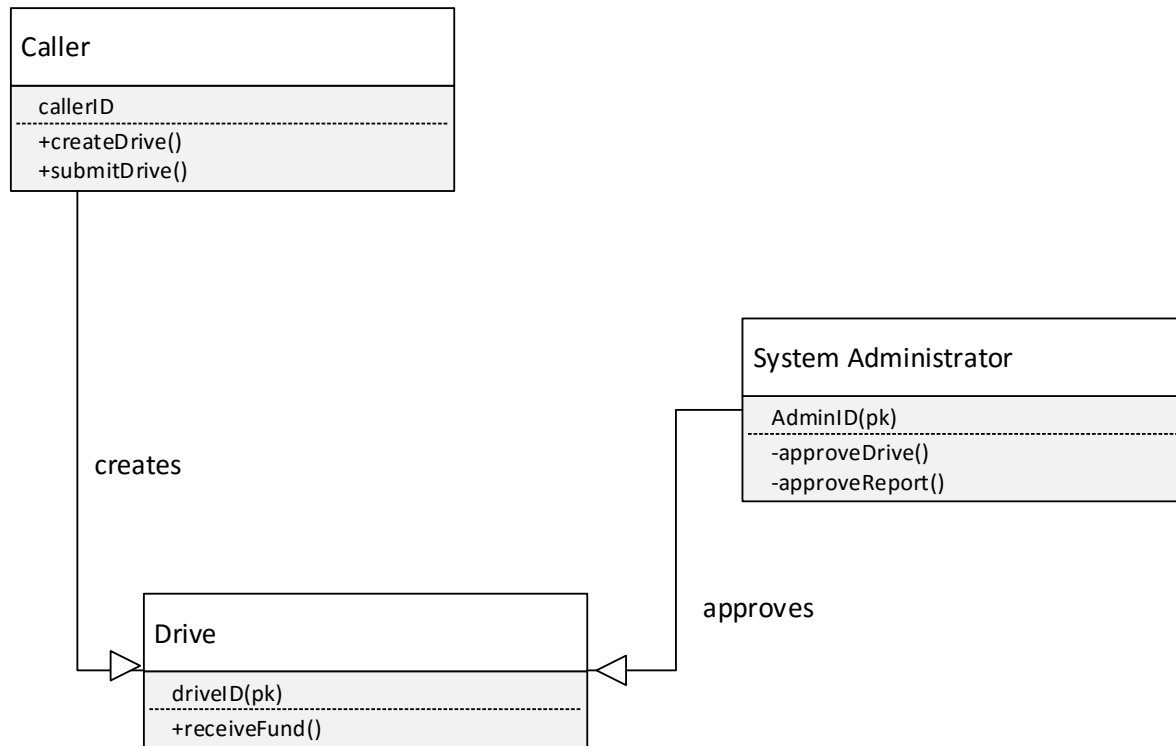 Caller
callerID
+createDrive()
+submitDrive()
System Administrator
AdminID(pk)
-approveDrive()
-approveReport()
creates
approves
Drive
driveID(pk)
+receiveFund()